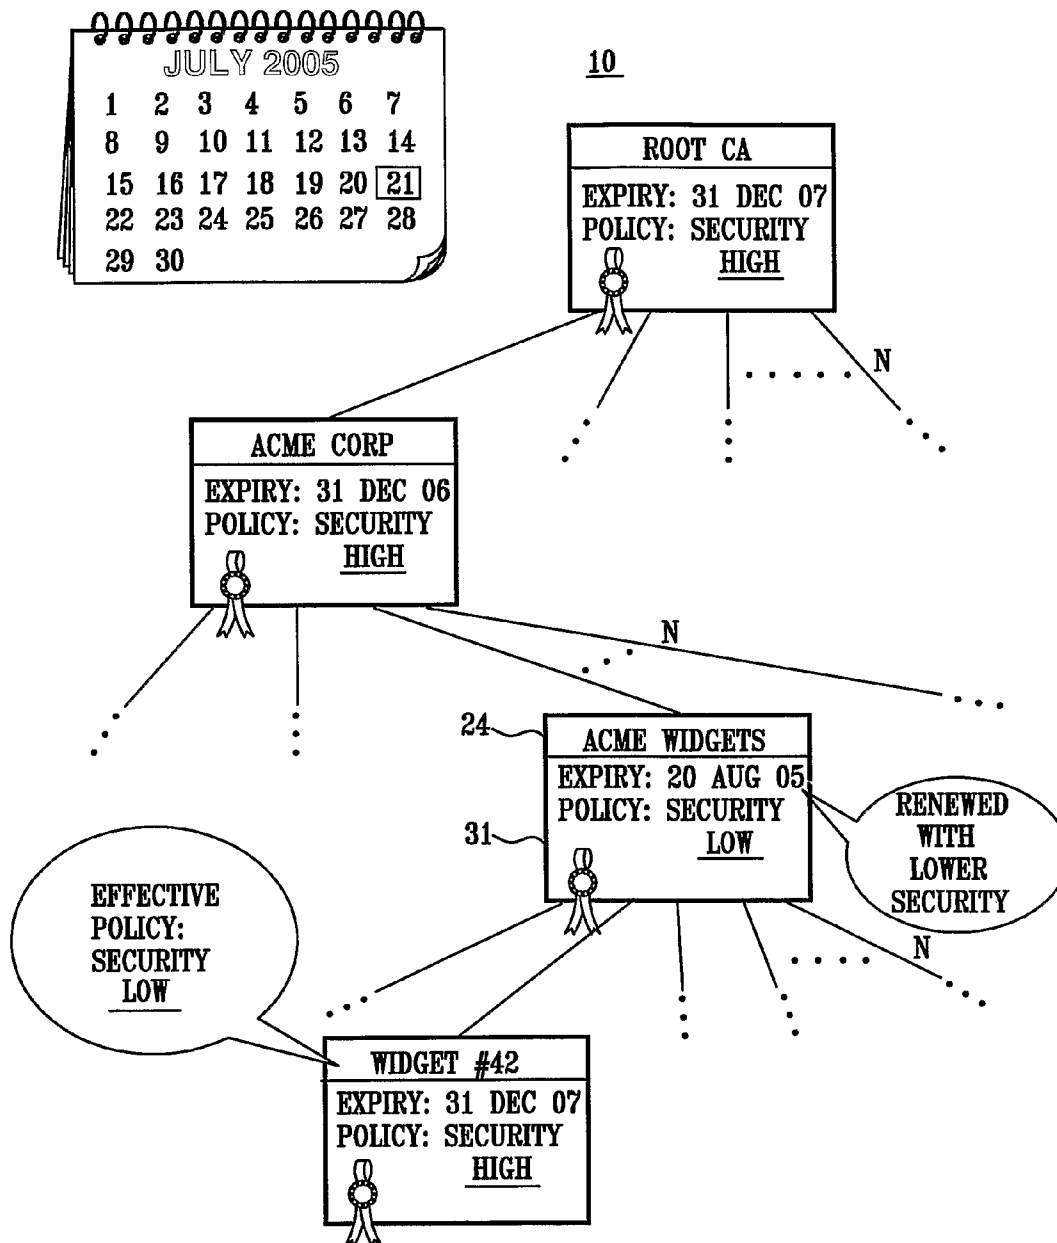 JULY 2005
1 2 3 4 5 6 7
8 9 10 11 12 13 14
15 16 17 18 19 20 21
22 23 24 25 26 27 28
29 30
10
ROOT CA
EXPIRY: 31 DEC 07
POLICY: SECURITY
HIGH
N
ACME CORP
EXPIRY: 31 DEC 06
POLICY: SECURITY
HIGH
N
24
ACME WIDGETS
EXPIRY: 20 AUG 05
POLICY: SECURITY
LOW
31
RENEWED
WITH
LOWER
SECURITY
N
EFFECTIVE
POLICY:
SECURITY
LOW
WIDGET #42
EXPIRY: 31 DEC 07
POLICY: SECURITY
HIGH